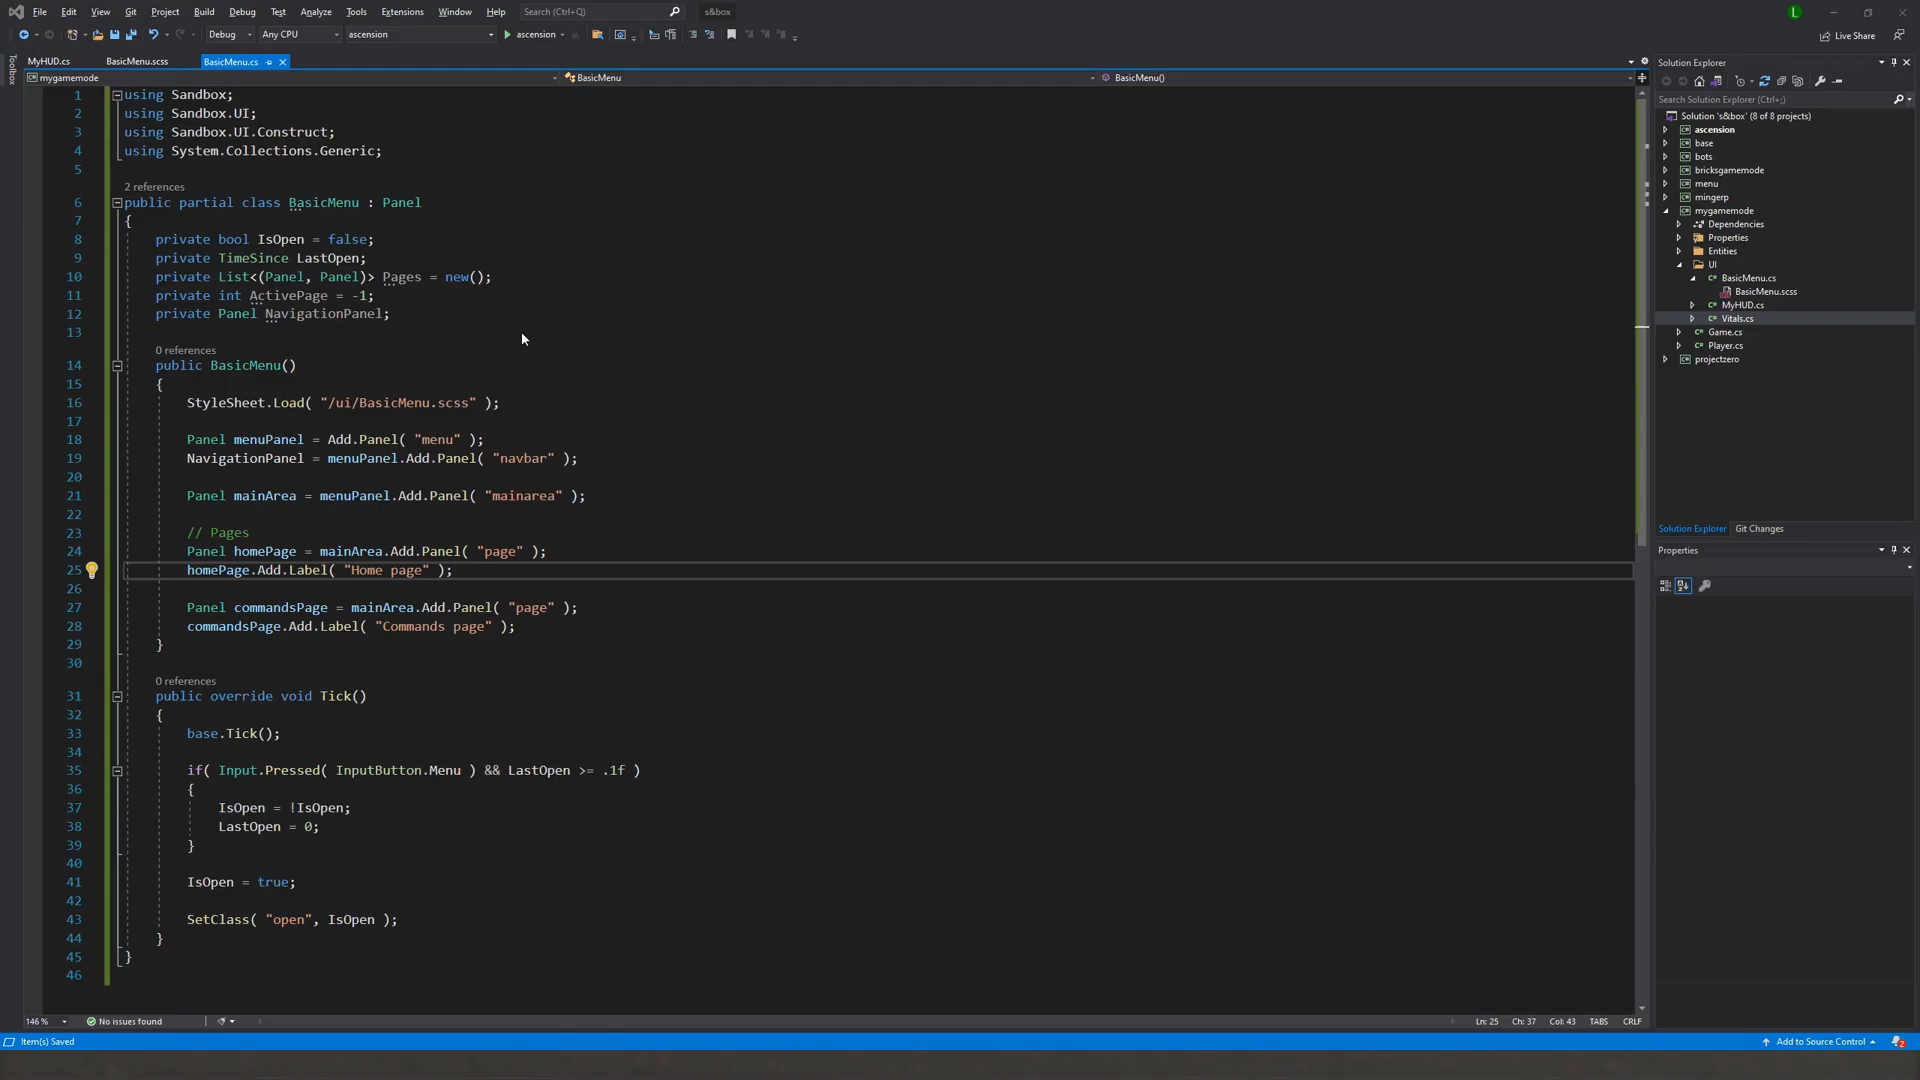 File Edit View Git Project Build Debug Test Analyze Tools Extensions Window Help Search (Ctrl+Q) s&box L
Debug Any CPU ascension ascension Live Share
Toolbox
MyHUD.cs BasicMenu.scss BasicMenu.cs
mygamemode BasicMenu BasicMenu()
1 using Sandbox;
2 using Sandbox.UI;
3 using Sandbox.UI.Construct;
4 using System.Collections.Generic;
5
2 references
6 public partial class BasicMenu : Panel
7 {
8 private bool IsOpen = false;
9 private TimeSince LastOpen;
10 private List<(Panel, Panel)> Pages = new();
11 private int ActivePage = -1;
12 private Panel NavigationPanel;
13
0 references
14 public BasicMenu()
15 {
16 StyleSheet.Load( "/ui/BasicMenu.scss" );
17
18 Panel menuPanel = Add.Panel( "menu" );
19 NavigationPanel = menuPanel.Add.Panel( "navbar" );
20
21 Panel mainArea = menuPanel.Add.Panel( "mainarea" );
22
23 // Pages
24 Panel homePage = mainArea.Add.Panel( "page" );
25 homePage.Add.Label( "Home page" );
26
27 Panel commandsPage = mainArea.Add.Panel( "page" );
28 commandsPage.Add.Label( "Commands page" );
29 }
30
0 references
31 public override void Tick()
32 {
33 base.Tick();
34
35 if( Input.Pressed( InputButton.Menu ) && LastOpen >= .1f )
36 {
37 IsOpen = !IsOpen;
38 LastOpen = 0;
39 }
40
41 IsOpen = true;
42
43 SetClass( "open", IsOpen );
44 }
45 }
46
146 % No issues found Ln: 25 Ch: 37 Col: 43 TABS CRLF
Solution Explorer
Search Solution Explorer (Ctrl+;)
Solution 's&box' (8 of 8 projects)
ascension
base
bots
bricksgamemode
menu
mingerp
mygamemode
Dependencies
Properties
Entities
UI
BasicMenu.cs
BasicMenu.scss
MyHUD.cs
Vitals.cs
Game.cs
Player.cs
projectzero
Solution Explorer Git Changes
Properties
Item(s) Saved Add to Source Control 2